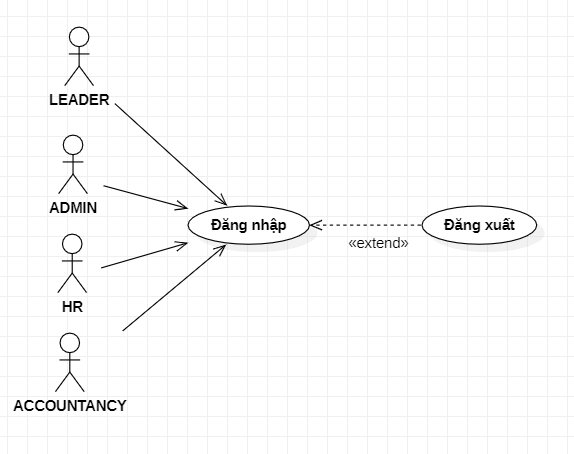 LEADER
ADMIN
Đăng nhập
Đăng xuất
«extend»
HR
ACCOUNTANCY